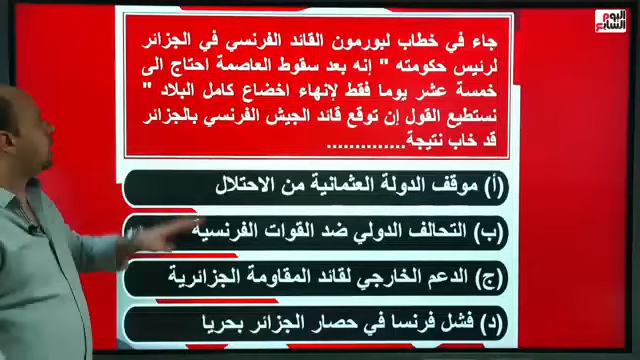 اليوم السابع
جاء في خطاب لبورمون القائد الفرنسي في الجزائر
لرئيس حكومته " إنه بعد سقوط العاصمة احتاج الى
خمسة عشر يوما فقط لإنهاء اخضاع كامل البلاد "
نستطيع القول إن توقع قائد الجيش الفرنسي بالجزائر
قد خاب نتيجة...............
(أ) موقف الدولة العثمانية من الاحتلال
(ب) التحالف الدولي ضد القوات الفرنسية
(ج) الدعم الخارجي لقائد المقاومة الجزائرية
(د) فشل فرنسا في حصار الجزائر بحريا